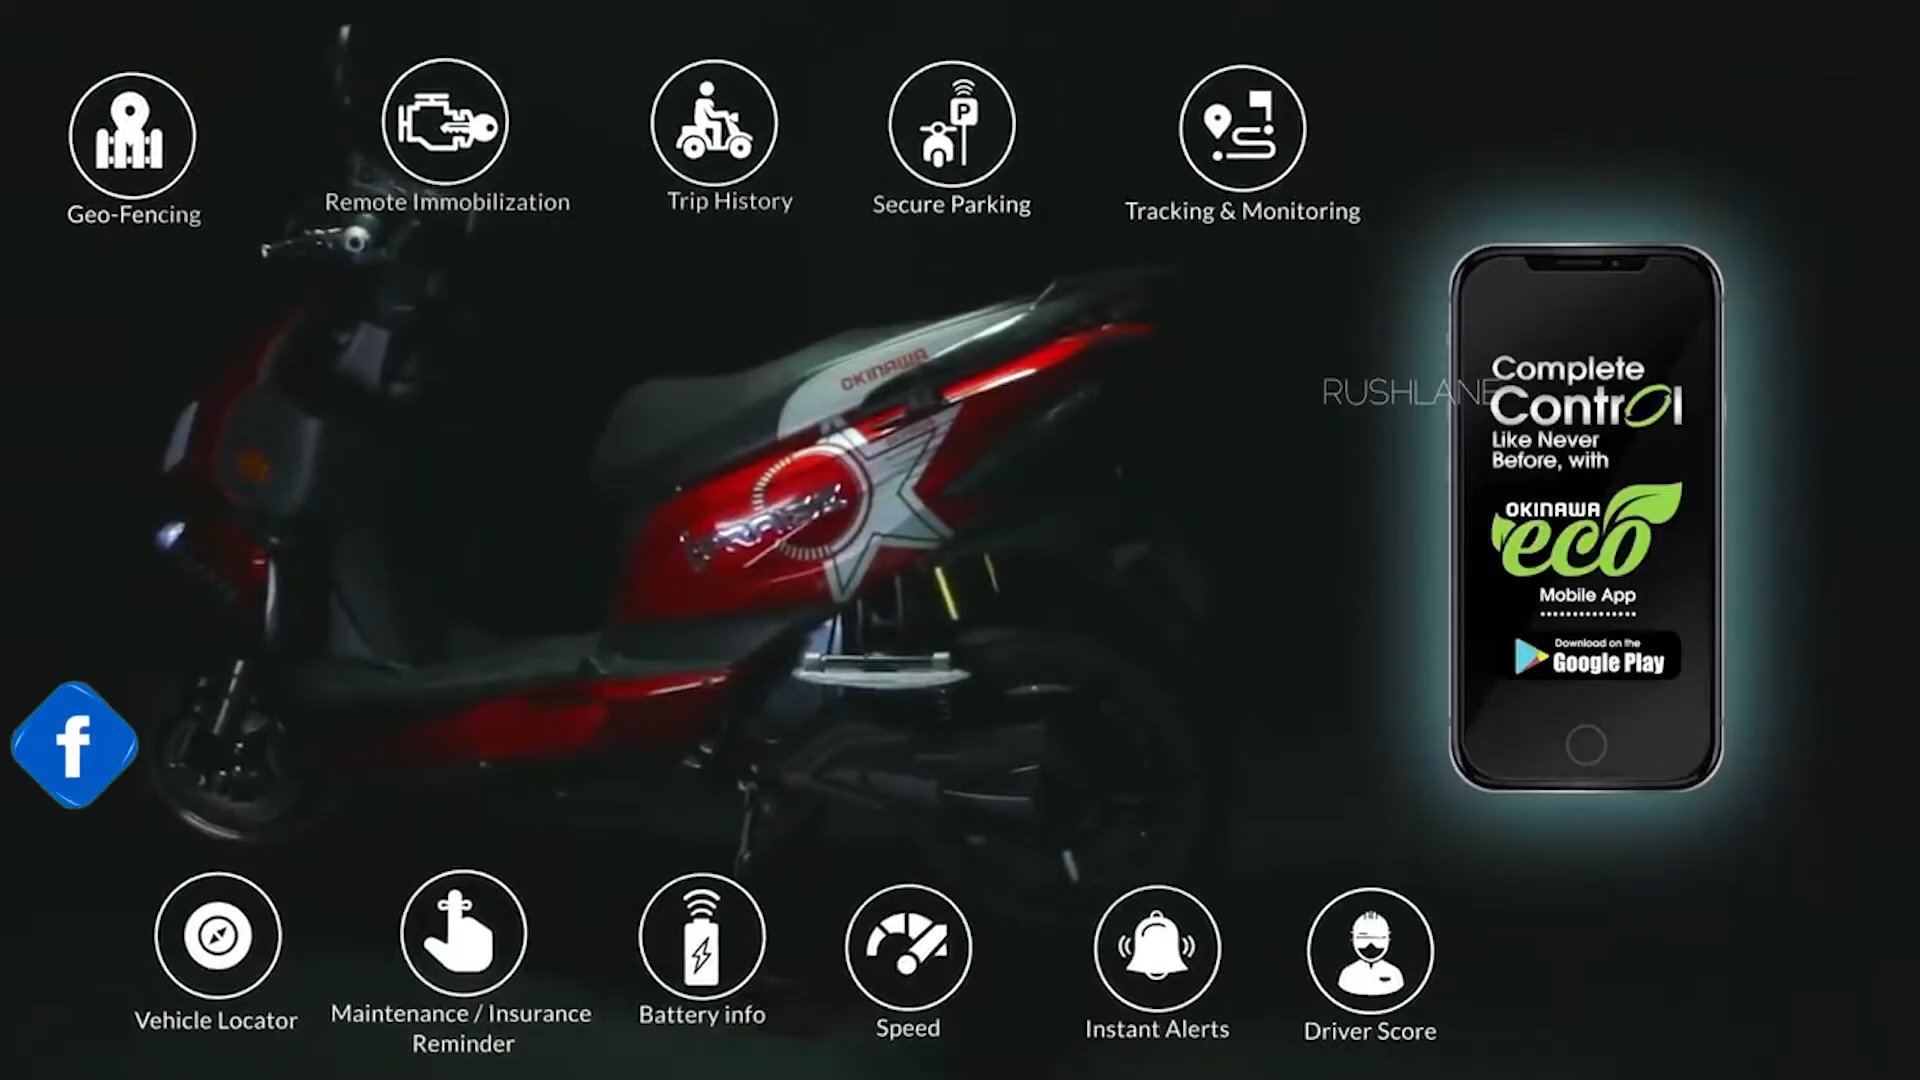 Geo-Fencing
Remote Immobilization
Trip History
P
Secure Parking
Tracking & Monitoring
OKINAWA
RUSHLANE
Complete
Control
Like Never
Before, with
OKINAWA
eco
Mobile App
Download on the
Google Play
f
Vehicle Locator
Maintenance / Insurance
Reminder
Battery info
Speed
Instant Alerts
Driver Score